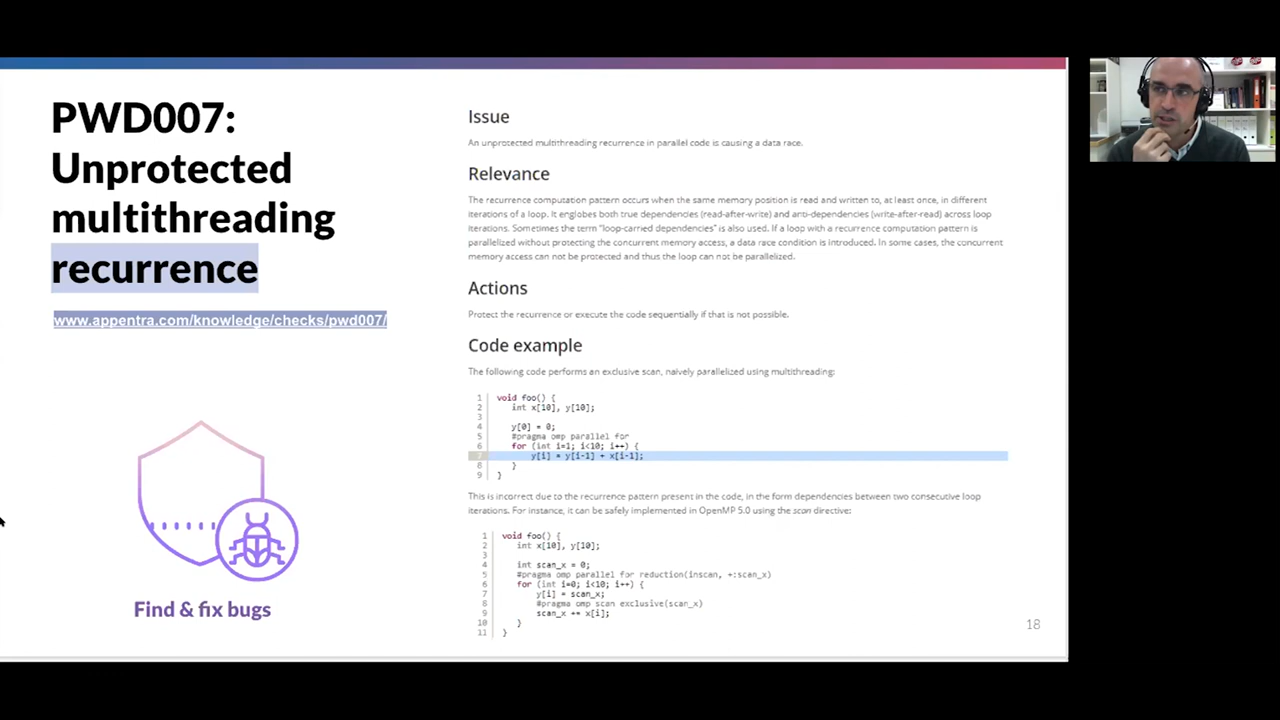 PWD007:
Unprotected
multithreading
recurrence
www.appentra.com/knowledge/checks/pwd007/
Find & fix bugs
Issue
An unprotected multithreading recurrence in parallel code is causing a data race.
Relevance
The recurrence computation pattern occurs when the same memory position is read and written to, at least once, in different
iterations of a loop. It englobes both true dependencies (read-after-write) and anti-dependencies (write-after-read) across loop
iterations. Sometimes the term "loop-carried dependencies" is also used. If a loop with a recurrence computation pattern is
parallelized without protecting the concurrent memory access, a data race condition is introduced. In some cases, the concurrent
memory access can not be protected and thus the loop can not be parallelized.
Actions
Protect the recurrence or execute the code sequentially if that is not possible.
Code example
The following code performs an exclusive scan, naively parallelized using multithreading:
1 void foo() {
2 int x[10], y[10];
3
4 y[0] = 0;
5 #pragma omp parallel for
6 for (int i=1; i<10; i++) {
7 y[i] = y[i-1] + x[i-1];
8 }
9 }
This is incorrect due to the recurrence pattern present in the code, in the form dependencies between two consecutive loop
iterations. For instance, it can be safely implemented in OpenMP 5.0 using the scan directive:
1 void foo() {
2 int x[10], y[10];
3
4 int scan_x = 0;
5 #pragma omp parallel for reduction(inscan, +:scan_x)
6 for (int i=0; i<10; i++) {
7 y[i] = scan_x;
8 #pragma omp scan exclusive(scan_x)
9 scan_x += x[i];
10 }
11 }
18